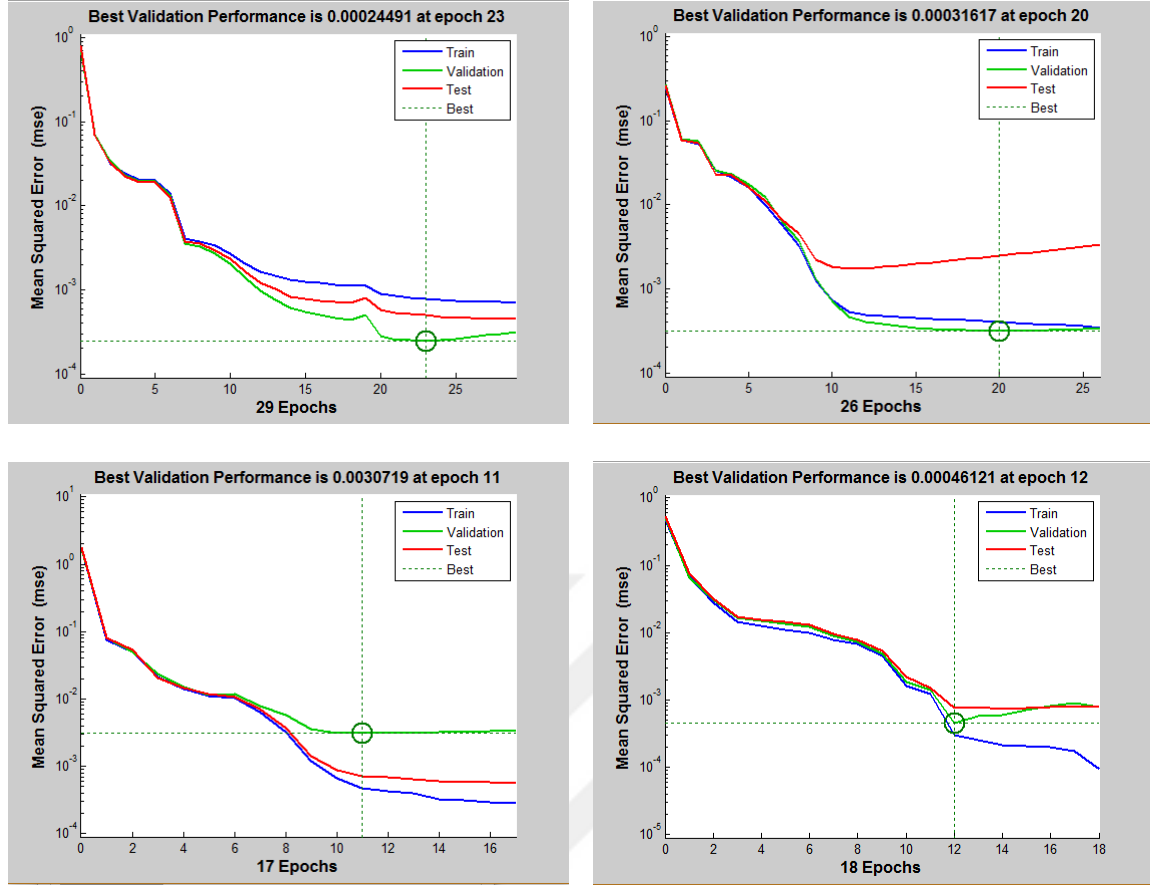 Best Validation Performance is 0.00024491 at epoch 23
Mean Squared Error (mse)
10^0
10^-1
10^-2
10^-3
10^-4
Train
Validation
Test
Best
0 5 10 15 20 25
29 Epochs
Best Validation Performance is 0.00031617 at epoch 20
Mean Squared Error (mse)
10^0
10^-1
10^-2
10^-3
10^-4
Train
Validation
Test
Best
0 5 10 15 20 25
26 Epochs
Best Validation Performance is 0.0030719 at epoch 11
Mean Squared Error (mse)
10^1
10^0
10^-1
10^-2
10^-3
10^-4
Train
Validation
Test
Best
0 2 4 6 8 10 12 14 16
17 Epochs
Best Validation Performance is 0.00046121 at epoch 12
Mean Squared Error (mse)
10^0
10^-1
10^-2
10^-3
10^-4
10^-5
Train
Validation
Test
Best
0 2 4 6 8 10 12 14 16 18
18 Epochs